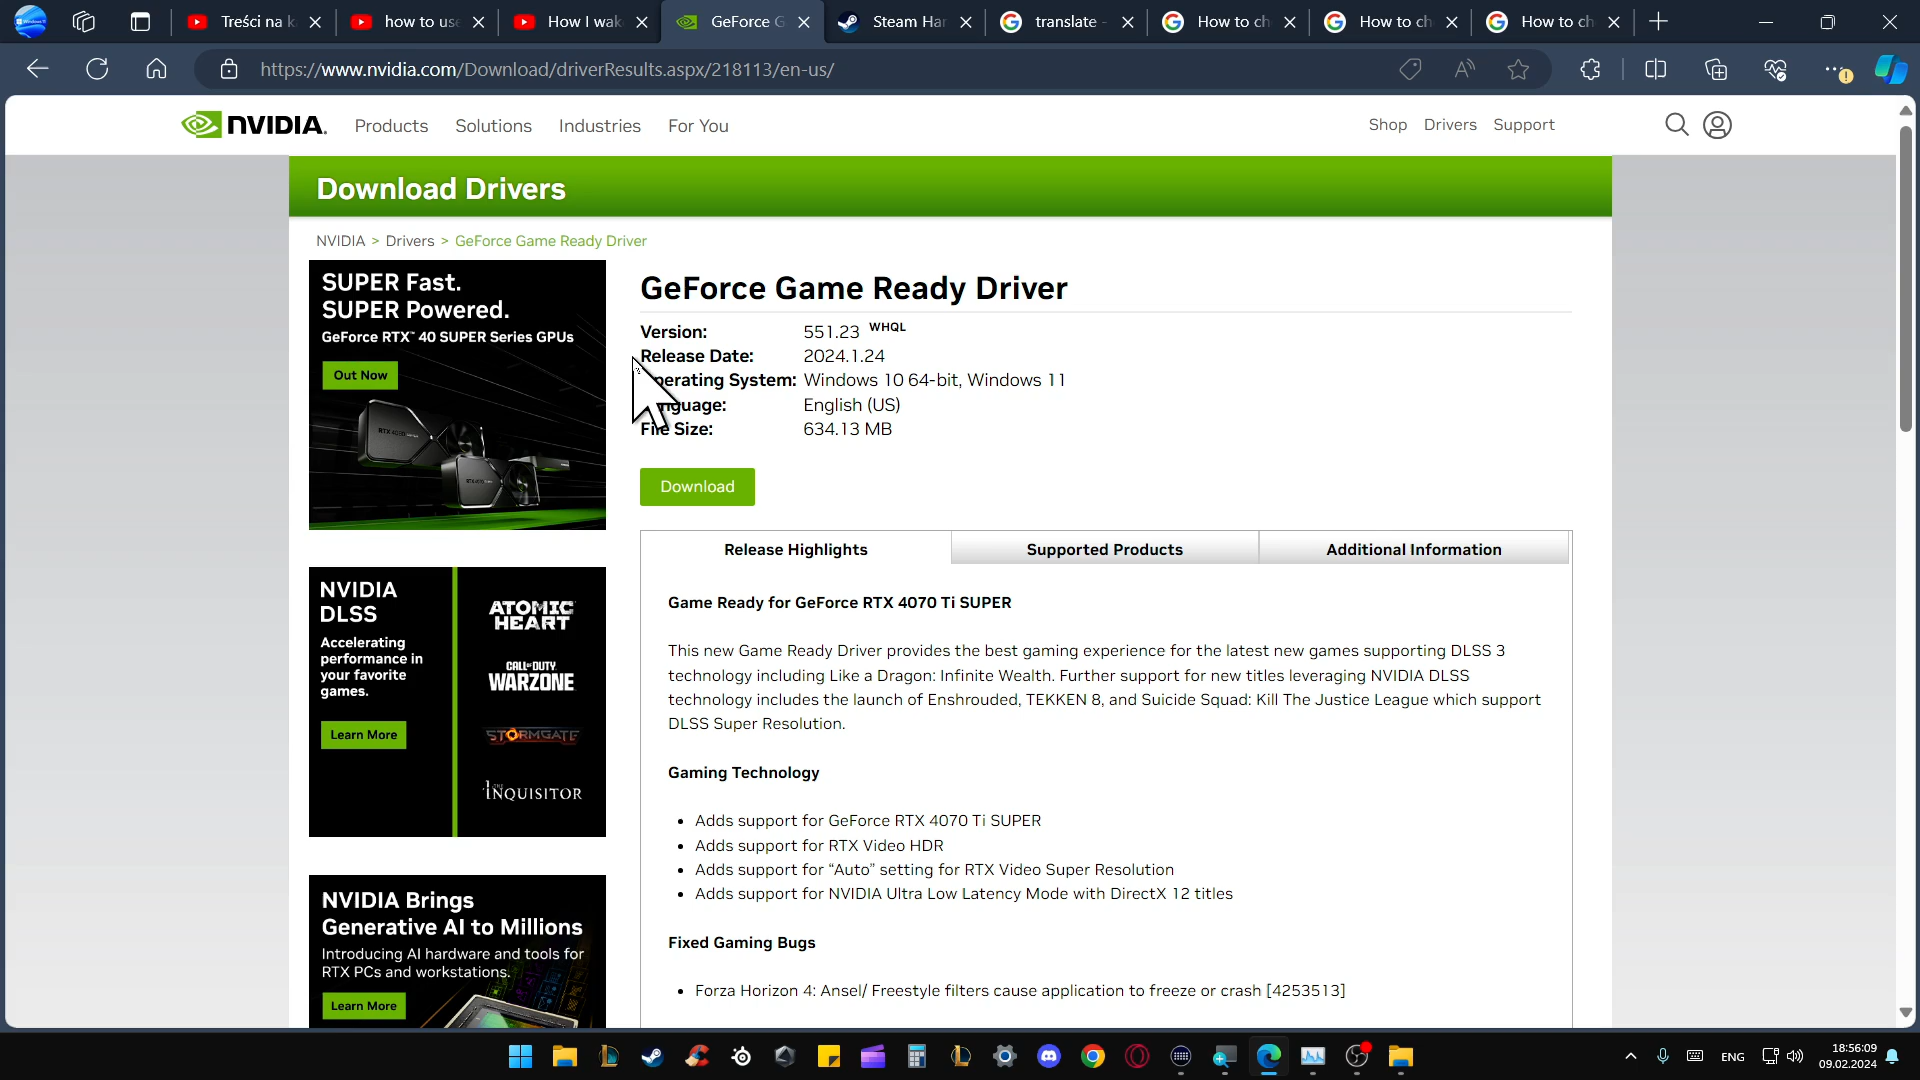 Treści na k
how to use
How I wak
GeForce G
Steam Har
translate -
How to ch
How to ch
How to ch
https://www.nvidia.com/Download/driverResults.aspx/218113/en-us/
NVIDIA.
Products
Solutions
Industries
For You
Shop
Drivers
Support
Download Drivers
NVIDIA > Drivers > GeForce Game Ready Driver
SUPER Fast.
SUPER Powered.
GeForce RTX™ 40 SUPER Series GPUs
Out Now
GeForce Game Ready Driver
Version: 551.23 WHQL
Release Date: 2024.1.24
perating System: Windows 10 64-bit, Windows 11
nguage: English (US)
File Size: 634.13 MB
Download
Release Highlights
Supported Products
Additional Information
Game Ready for GeForce RTX 4070 Ti SUPER
This new Game Ready Driver provides the best gaming experience for the latest new games supporting DLSS 3
technology including Like a Dragon: Infinite Wealth. Further support for new titles leveraging NVIDIA DLSS
technology includes the launch of Enshrouded, TEKKEN 8, and Suicide Squad: Kill The Justice League which support
DLSS Super Resolution.
Gaming Technology
• Adds support for GeForce RTX 4070 Ti SUPER
• Adds support for RTX Video HDR
• Adds support for “Auto” setting for RTX Video Super Resolution
• Adds support for NVIDIA Ultra Low Latency Mode with DirectX 12 titles
Fixed Gaming Bugs
• Forza Horizon 4: Ansel/ Freestyle filters cause application to freeze or crash [4253513]
NVIDIA
DLSS
Accelerating
performance in
your favorite
games.
Learn More
ATOMIC
HEART
CALL OF DUTY
WARZONE
STORMGATE
THE INQUISITOR
NVIDIA Brings
Generative AI to Millions
Introducing AI hardware and tools for
RTX PCs and workstations.
Learn More
ENG
18:56:09
09.02.2024